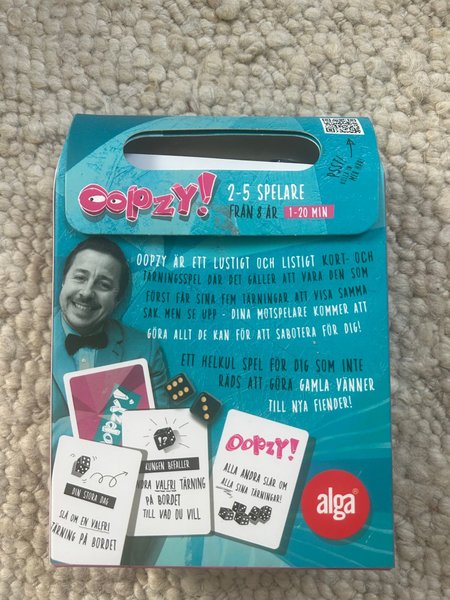 PSST!
OOPZY!
2-5 SPELARE
FRÅN 8 ÅR 1-20 MIN
OOPZY ÄR ETT LUSTIGT OCH LISTIGT KORT- OCH
TÄRNINGSSPEL DÄR DET GÄLLER ATT VARA DEN SOM
FÖRST FÅR SINA FEM TÄRNINGAR ATT VISA SAMMA
SAK. MEN SE UPP - DINA MOTSPELARE KOMMER ATT
GÖRA ALLT DE KAN FÖR ATT SABOTERA FÖR DIG!
ETT HELKUL SPEL FÖR DIG SOM INTE
RÄDS ATT GÖRA GAMLA VÄNNER
TILL NYA FIENDER!
OOPZY!
DIN STORA DAG
SLÅ OM EN VALFRI
TÄRNING PÅ BORDET
!?
KUNGEN BEFALLER
VALFRI TÄRNING
PÅ BORDET
TILL VAD DU VILL
OOPZY!
ALLA ANDRA SLÅR OM
ALLA SINA TÄRNINGAR!
alga®